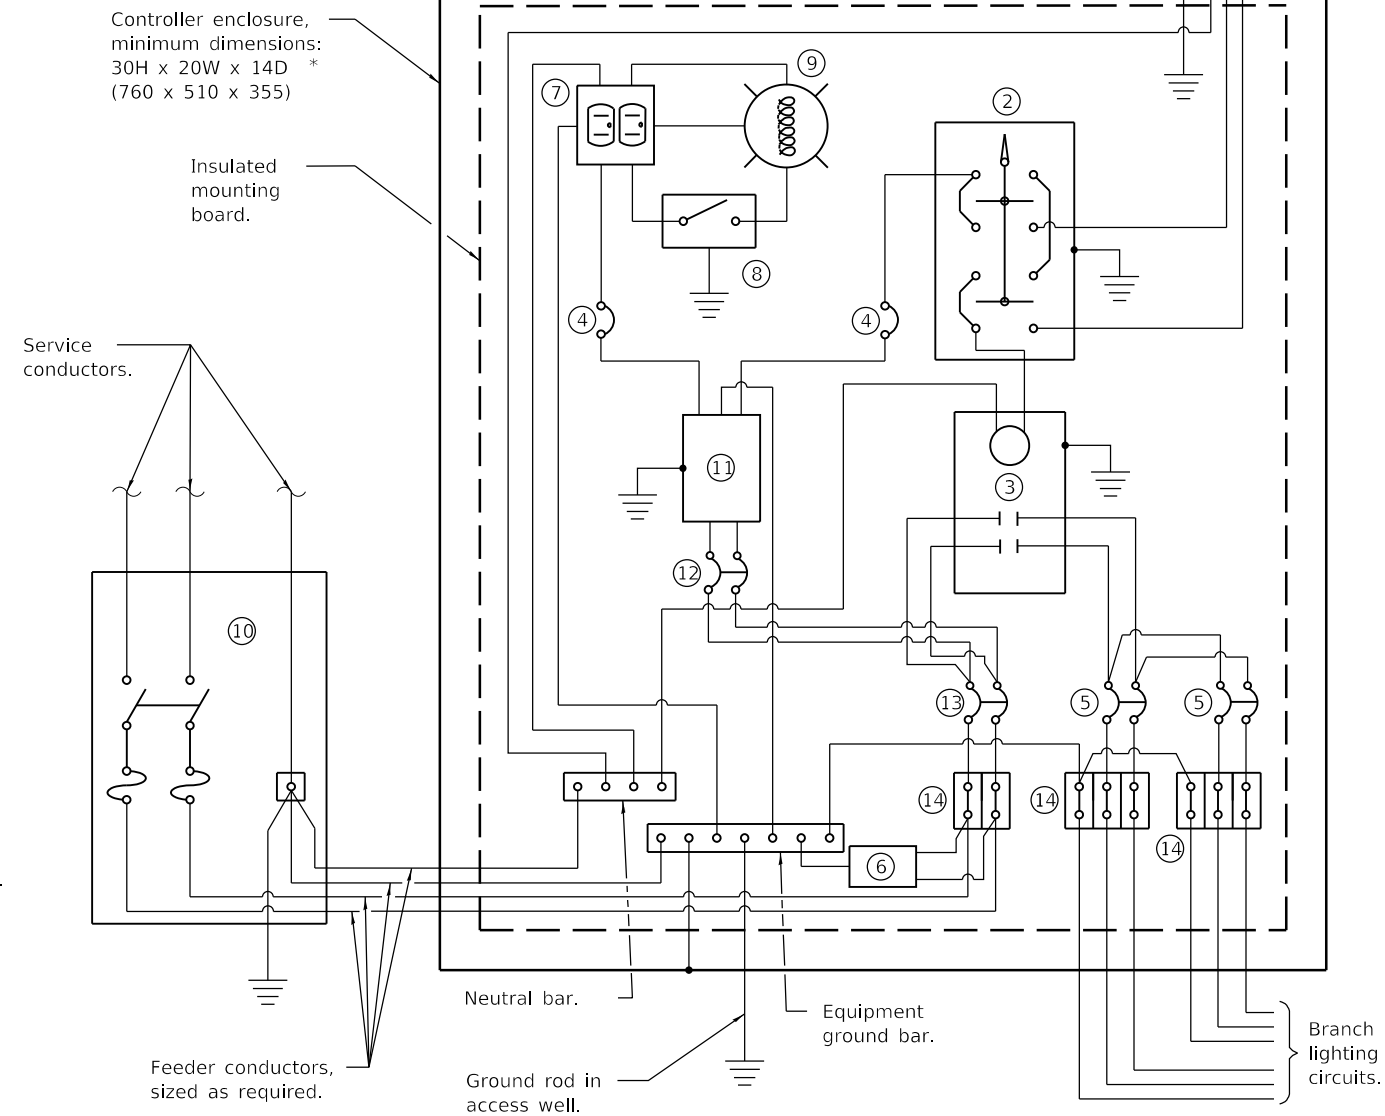 Controller enclosure,
minimum dimensions:
30H x 20W x 14D *
(760 x 510 x 355)
9
7
2
Insulated
mounting
board.
8
4
4
Service
conductors.
11
3
12
10
13
5
5
14
14
14
6
Neutral bar.
Equipment
ground bar.
Feeder conductors,
sized as required.
Ground rod in
access well.
Branch
lighting
circuits.